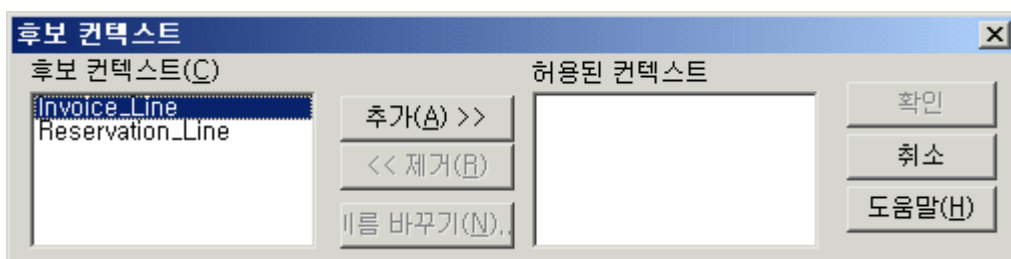 후보 컨텍스트
후보 컨텍스트(C)
허용된 컨텍스트
Invoice_Line
Reservation_Line
추가(A) >>
<< 제거(R)
이름 바꾸기(N)..
확인
취소
도움말(H)